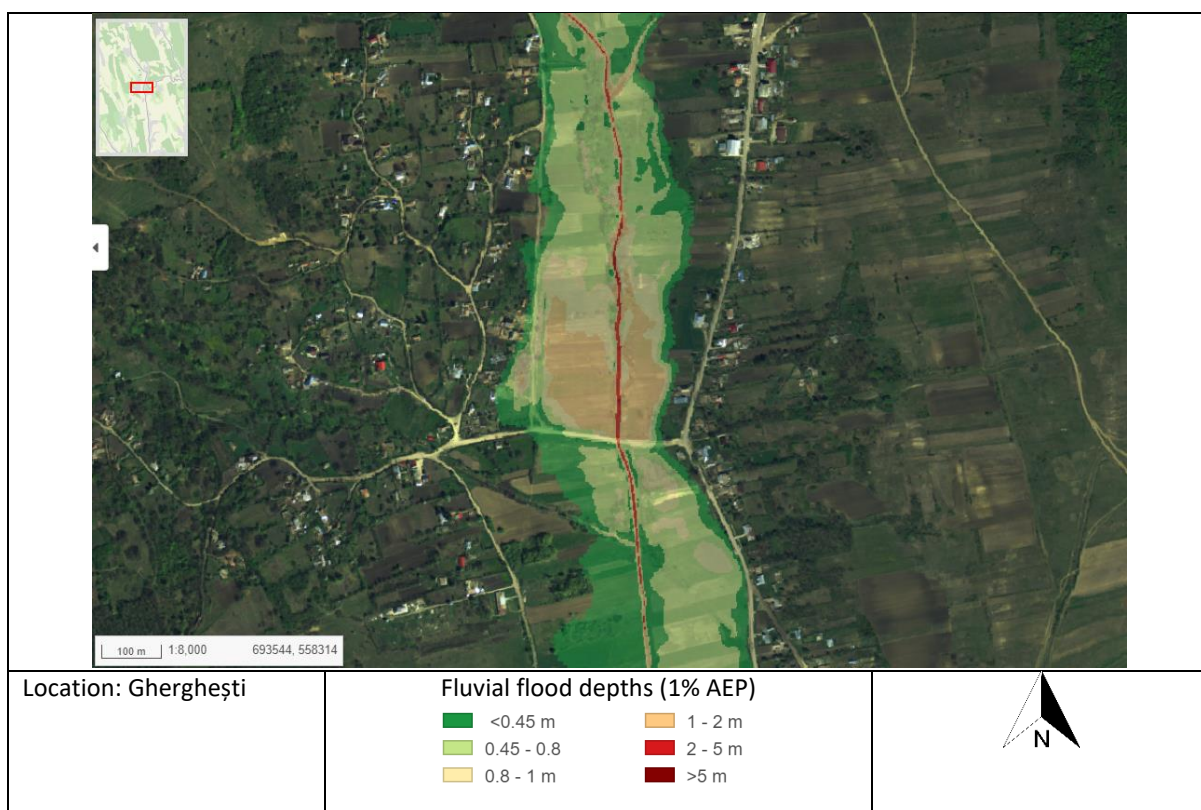 100 m 1:8,000 693544, 558314
Location: Gherghești
Fluvial flood depths (1% AEP)
<0.45 m
0.45 - 0.8
0.8 - 1 m
1 - 2 m
2 - 5 m
>5 m
N